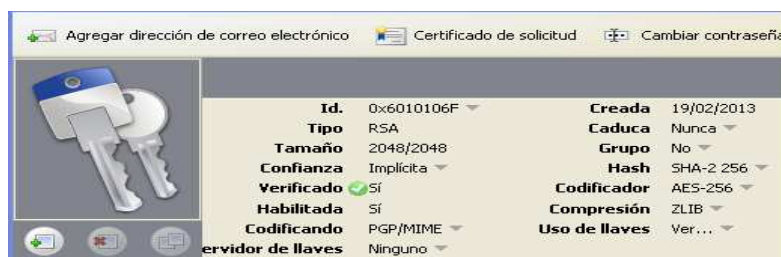 Agregar dirección de correo electrónico Certificado de solicitud Cambiar contraseña
Id. 0x6010106F Creada 19/02/2013
Tipo RSA Caduca Nunca
Tamaño 2048/2048 Grupo No
Confianza Implícita Hash SHA-2 256
Verificado Sí Codificador AES-256
Habilitada Sí Compresión ZLIB
Codificando PGP/MIME Uso de llaves Ver...
ervidor de llaves Ninguno